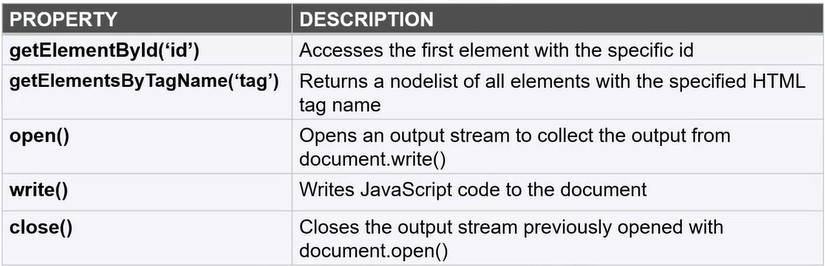 PROPERTY DESCRIPTION
getElementById(‘id’) Accesses the first element with the specific id
getElementsByTagName(‘tag’) Returns a nodelist of all elements with the specified HTML
tag name
open() Opens an output stream to collect the output from
document.write()
write() Writes JavaScript code to the document
close() Closes the output stream previously opened with
document.open()